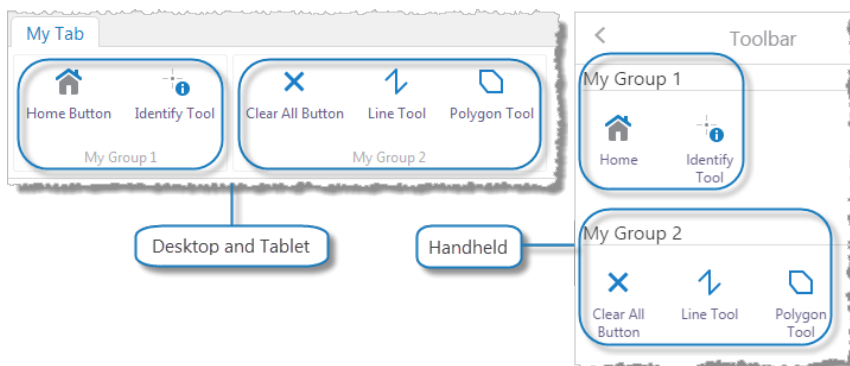 My Tab
Home Button Identify Tool Clear All Button Line Tool Polygon Tool
My Group 1 My Group 2
Desktop and Tablet
Handheld
Toolbar
My Group 1
Home Identify
Tool
My Group 2
Clear All Line Tool Polygon
Button Tool